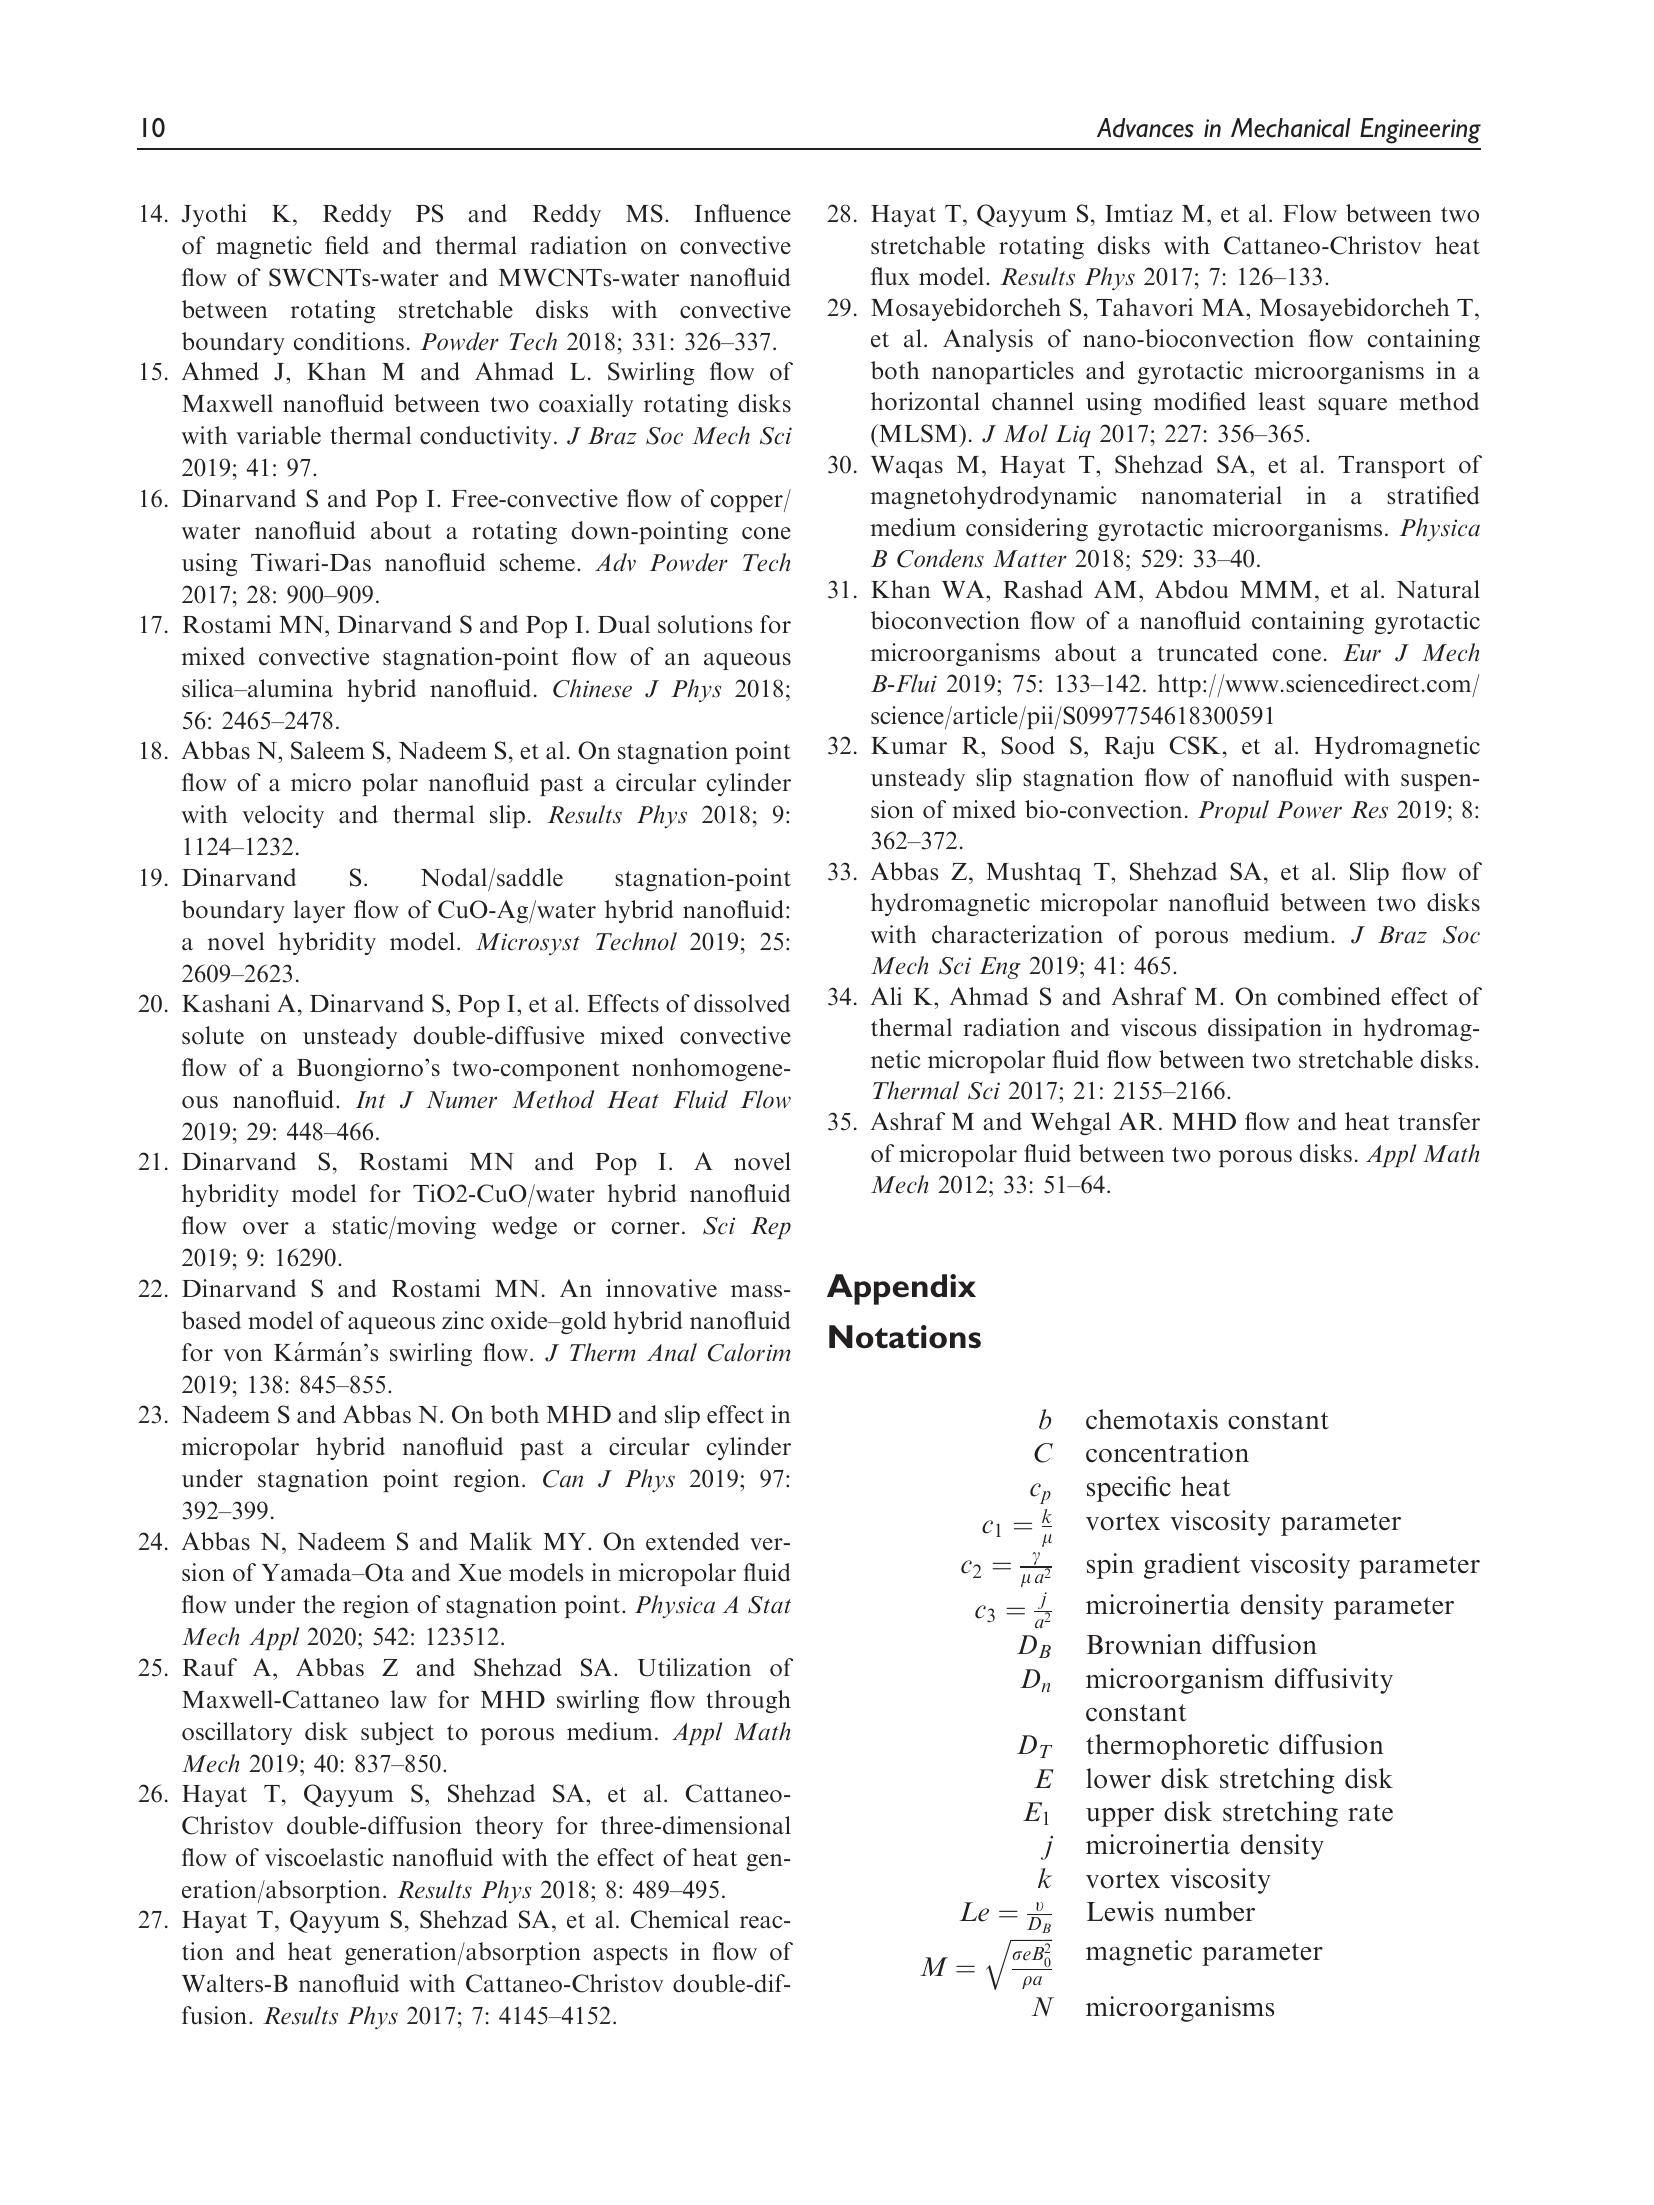 10
Advances in Mechanical Engineering
14. Jyothi K, Reddy PS and Reddy MS. Influence
of magnetic field and thermal radiation on convective
flow of SWCNTs-water and MWCNTs-water nanofluid
between rotating stretchable disks with convective
boundary conditions. Powder Tech 2018; 331: 326–337.
15. Ahmed J, Khan M and Ahmad L. Swirling flow of
Maxwell nanofluid between two coaxially rotating disks
with variable thermal conductivity. J Braz Soc Mech Sci
2019; 41: 97.
16. Dinarvand S and Pop I. Free-convective flow of copper/
water nanofluid about a rotating down-pointing cone
using Tiwari-Das nanofluid scheme. Adv Powder Tech
2017; 28: 900–909.
17. Rostami MN, Dinarvand S and Pop I. Dual solutions for
mixed convective stagnation-point flow of an aqueous
silica–alumina hybrid nanofluid. Chinese J Phys 2018;
56: 2465–2478.
18. Abbas N, Saleem S, Nadeem S, et al. On stagnation point
flow of a micro polar nanofluid past a circular cylinder
with velocity and thermal slip. Results Phys 2018; 9:
1124–1232.
19. Dinarvand S. Nodal/saddle stagnation-point
boundary layer flow of CuO-Ag/water hybrid nanofluid:
a novel hybridity model. Microsyst Technol 2019; 25:
2609–2623.
20. Kashani A, Dinarvand S, Pop I, et al. Effects of dissolved
solute on unsteady double-diffusive mixed convective
flow of a Buongiorno's two-component nonhomogene-
ous nanofluid. Int J Numer Method Heat Fluid Flow
2019; 29: 448–466.
21. Dinarvand S, Rostami MN and Pop I. A novel
hybridity model for TiO2-CuO/water hybrid nanofluid
flow over a static/moving wedge or corner. Sci Rep
2019; 9: 16290.
22. Dinarvand S and Rostami MN. An innovative mass-
based model of aqueous zinc oxide–gold hybrid nanofluid
for von Kármán's swirling flow. J Therm Anal Calorim
2019; 138: 845–855.
23. Nadeem S and Abbas N. On both MHD and slip effect in
micropolar hybrid nanofluid past a circular cylinder
under stagnation point region. Can J Phys 2019; 97:
392–399.
24. Abbas N, Nadeem S and Malik MY. On extended ver-
sion of Yamada–Ota and Xue models in micropolar fluid
flow under the region of stagnation point. Physica A Stat
Mech Appl 2020; 542: 123512.
25. Rauf A, Abbas Z and Shehzad SA. Utilization of
Maxwell-Cattaneo law for MHD swirling flow through
oscillatory disk subject to porous medium. Appl Math
Mech 2019; 40: 837–850.
26. Hayat T, Qayyum S, Shehzad SA, et al. Cattaneo-
Christov double-diffusion theory for three-dimensional
flow of viscoelastic nanofluid with the effect of heat gen-
eration/absorption. Results Phys 2018; 8: 489–495.
27. Hayat T, Qayyum S, Shehzad SA, et al. Chemical reac-
tion and heat generation/absorption aspects in flow of
Walters-B nanofluid with Cattaneo-Christov double-dif-
fusion. Results Phys 2017; 7: 4145–4152.
28. Hayat T, Qayyum S, Imtiaz M, et al. Flow between two
stretchable rotating disks with Cattaneo-Christov heat
flux model. Results Phys 2017; 7: 126–133.
29. Mosayebidorcheh S, Tahavori MA, Mosayebidorcheh T,
et al. Analysis of nano-bioconvection flow containing
both nanoparticles and gyrotactic microorganisms in a
horizontal channel using modified least square method
(MLSM). J Mol Liq 2017; 227: 356–365.
30. Waqas M, Hayat T, Shehzad SA, et al. Transport of
magnetohydrodynamic nanomaterial in a stratified
medium considering gyrotactic microorganisms. Physica
B Condens Matter 2018; 529: 33–40.
31. Khan WA, Rashad AM, Abdou MMM, et al. Natural
bioconvection flow of a nanofluid containing gyrotactic
microorganisms about a truncated cone. Eur J Mech
B-Flui 2019; 75: 133–142. http://www.sciencedirect.com/
science/article/pii/S0997754618300591
32. Kumar R, Sood S, Raju CSK, et al. Hydromagnetic
unsteady slip stagnation flow of nanofluid with suspen-
sion of mixed bio-convection. Propul Power Res 2019; 8:
362–372.
33. Abbas Z, Mushtaq T, Shehzad SA, et al. Slip flow of
hydromagnetic micropolar nanofluid between two disks
with characterization of porous medium. J Braz Soc
Mech Sci Eng 2019; 41: 465.
34. Ali K, Ahmad S and Ashraf M. On combined effect of
thermal radiation and viscous dissipation in hydromag-
netic micropolar fluid flow between two stretchable disks.
Thermal Sci 2017; 21: 2155–2166.
35. Ashraf M and Wehgal AR. MHD flow and heat transfer
of micropolar fluid between two porous disks. Appl Math
Mech 2012; 33: 51–64.
Appendix
Notations
b chemotaxis constant
C concentration
c_p specific heat
c_1 = k/μ vortex viscosity parameter
c_2 = γ/(μ a²) spin gradient viscosity parameter
c_3 = j/a² microinertia density parameter
D_B Brownian diffusion
D_n microorganism diffusivity
constant
D_T thermophoretic diffusion
E lower disk stretching disk
E_1 upper disk stretching rate
j microinertia density
k vortex viscosity
Le = υ/D_B Lewis number
M = √(σeB_0²/ρa) magnetic parameter
N microorganisms